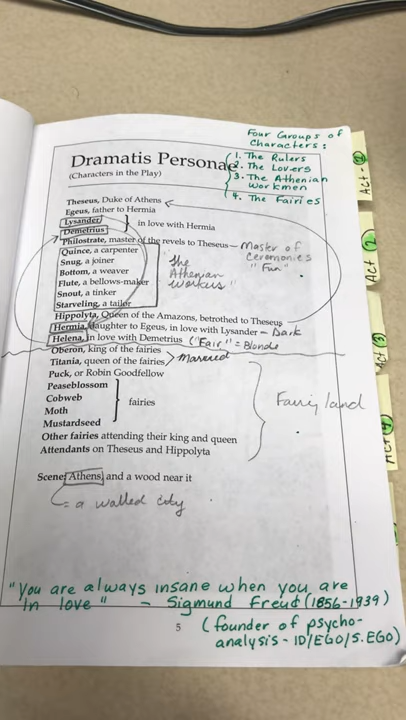 Four Groups of
Characters:
1. The Rulers
2. The Lovers
3. The Athenian
Workmen
4. The Fairies
Dramatis Personae
(Characters in the Play)
Theseus, Duke of Athens
Egeus, father to Hermia
Lysander
Demetrius
in love with Hermia
Philostrate, master of the revels to Theseus – Master of
Ceremonies
"Fun"
Quince, a carpenter
Snug, a joiner
Bottom, a weaver
Flute, a bellows-maker
Snout, a tinker
Starveling, a tailer
the
Athenian
workers"
Hippolyta, Queen of the Amazons, betrothed to Theseus
Hermia, daughter to Egeus, in love with Lysander – Dark
Helena, in love with Demetrius ("Fair" = Blonde
Oberon, king of the fairies
Titania, queen of the fairies
married
Puck, or Robin Goodfellow
Peaseblossom
Cobweb
Moth
Mustardseed
fairies
Fairy land
Other fairies attending their king and queen
Attendants on Theseus and Hippolyta
Scene: Athens, and a wood near it
= a walled city
"You are always insane when you are
in love" – Sigmund Freud (1856-1939)
(founder of psycho-
analysis - ID/EGO/S.EGO)
5
Act -
Act 2
Act 3
Act 4